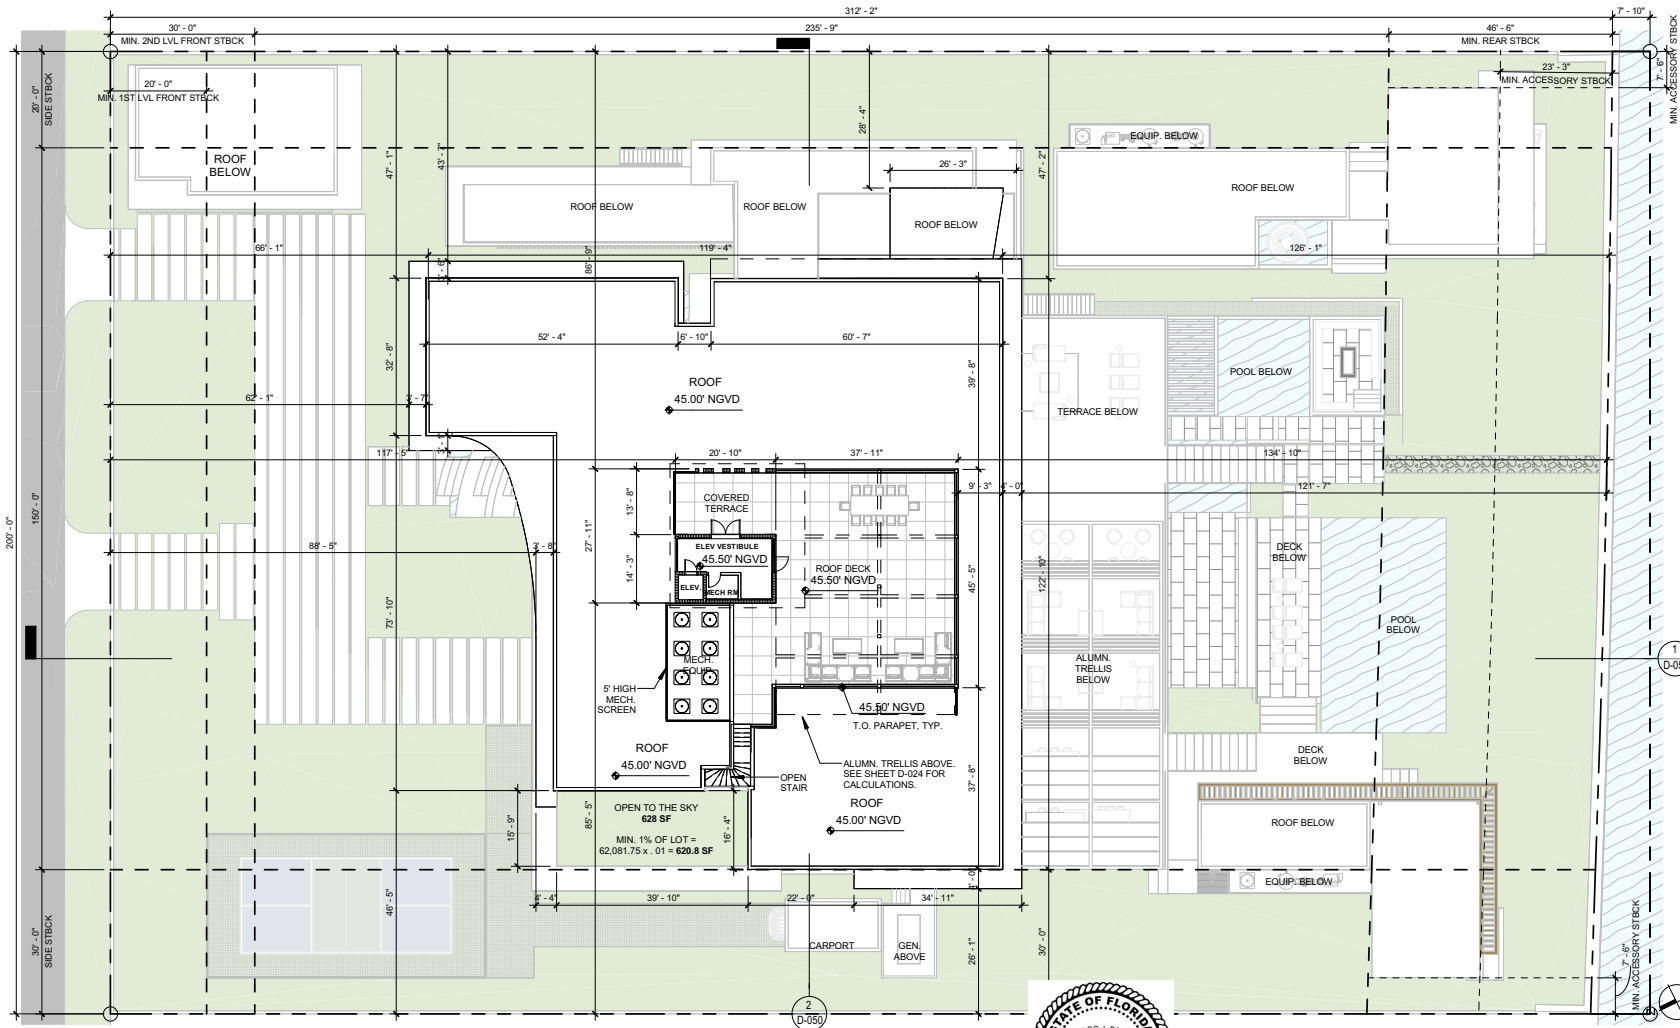 312' - 2"
7' - 10"
30' - 0"
235' - 9"
46' - 6"
MIN. 2ND LVL FRONT STBCK
MIN. REAR STBCK
MIN. ACCESSORY STBCK
20' - 0"
MIN. 1ST LVL FRONT STBCK
23' - 3"
MIN. ACCESSORY STBCK
7' - 6"
20' - 0"
SIDE STBCK
28' - 4"
ROOF
BELOW
47' - 1"
EQUIP. BELOW
47' - 2"
26' - 3"
ROOF BELOW
ROOF BELOW
ROOF BELOW
ROOF BELOW
66' - 1"
119' - 4"
126' - 1"
86' - 9"
52' - 4"
6' - 10"
60' - 7"
32' - 8"
39' - 8"
ROOF
45.00' NGVD
POOL BELOW
62' - 1"
3' - 7"
TERRACE BELOW
117' - 5"
20' - 10"
37' - 11"
134' - 10"
9' - 3"
4' - 0"
121' - 7"
200' - 0"
150' - 0"
13' - 8"
COVERED
TERRACE
88' - 5"
3' - 8"
27' - 11"
ELEV VESTIBULE
45.50' NGVD
DECK
BELOW
14' - 3"
ROOF DECK
45.50' NGVD
45' - 5"
122' - 10"
ELEV.
MECH RM
73' - 10"
POOL
BELOW
MECH.
EQUIP.
ALUMN.
TRELLIS
BELOW
1
5' HIGH
MECH.
SCREEN
45.50' NGVD
T.O. PARAPET, TYP.
ROOF
45.00' NGVD
DECK
BELOW
OPEN
STAIR
ALUMN. TRELLIS ABOVE.
SEE SHEET D-024 FOR
CALCULATIONS.
37' - 8"
ROOF
45.00' NGVD
OPEN TO THE SKY
628 SF
MIN. 1% OF LOT =
62,081.75 x . 01 = 620.8 SF
15' - 9"
85' - 5"
16' - 4"
ROOF BELOW
EQUIP. BELOW
46' - 5"
4' - 4"
39' - 10"
22' - 0"
34' - 11"
30' - 0"
SIDE STBCK
CARPORT
GEN.
ABOVE
26' - 1"
30' - 0"
7' - 6"
MIN. ACCESSORY STBCK
2
D-050
STATE OF FLORIDA